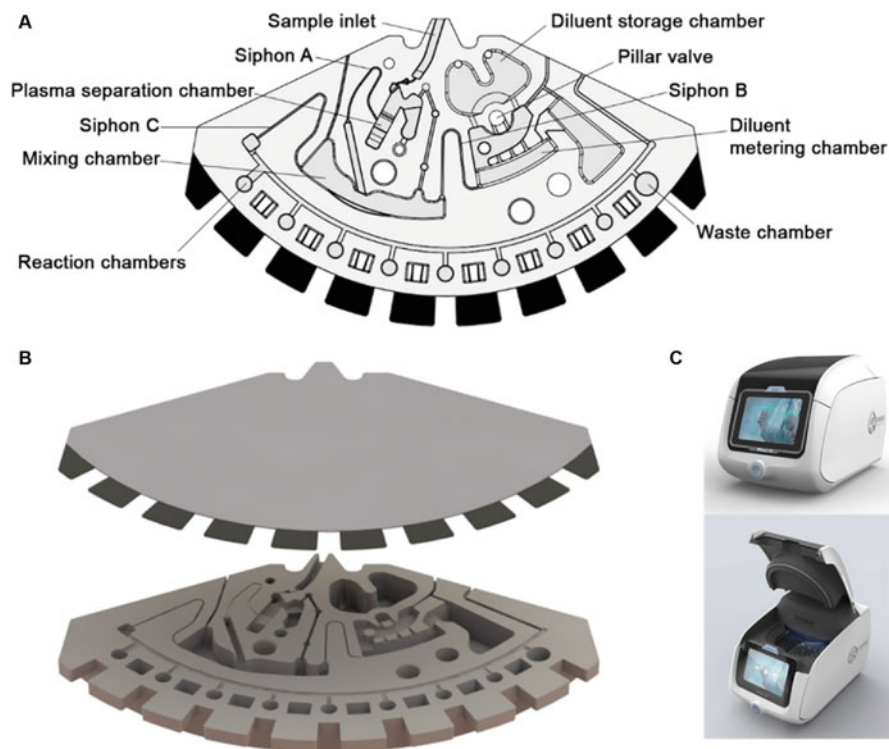 A
Sample inlet
Siphon A
Plasma separation chamber
Siphon C
Mixing chamber
Reaction chambers
Diluent storage chamber
Pillar valve
Siphon B
Diluent
metering chamber
Waste chamber
B
C